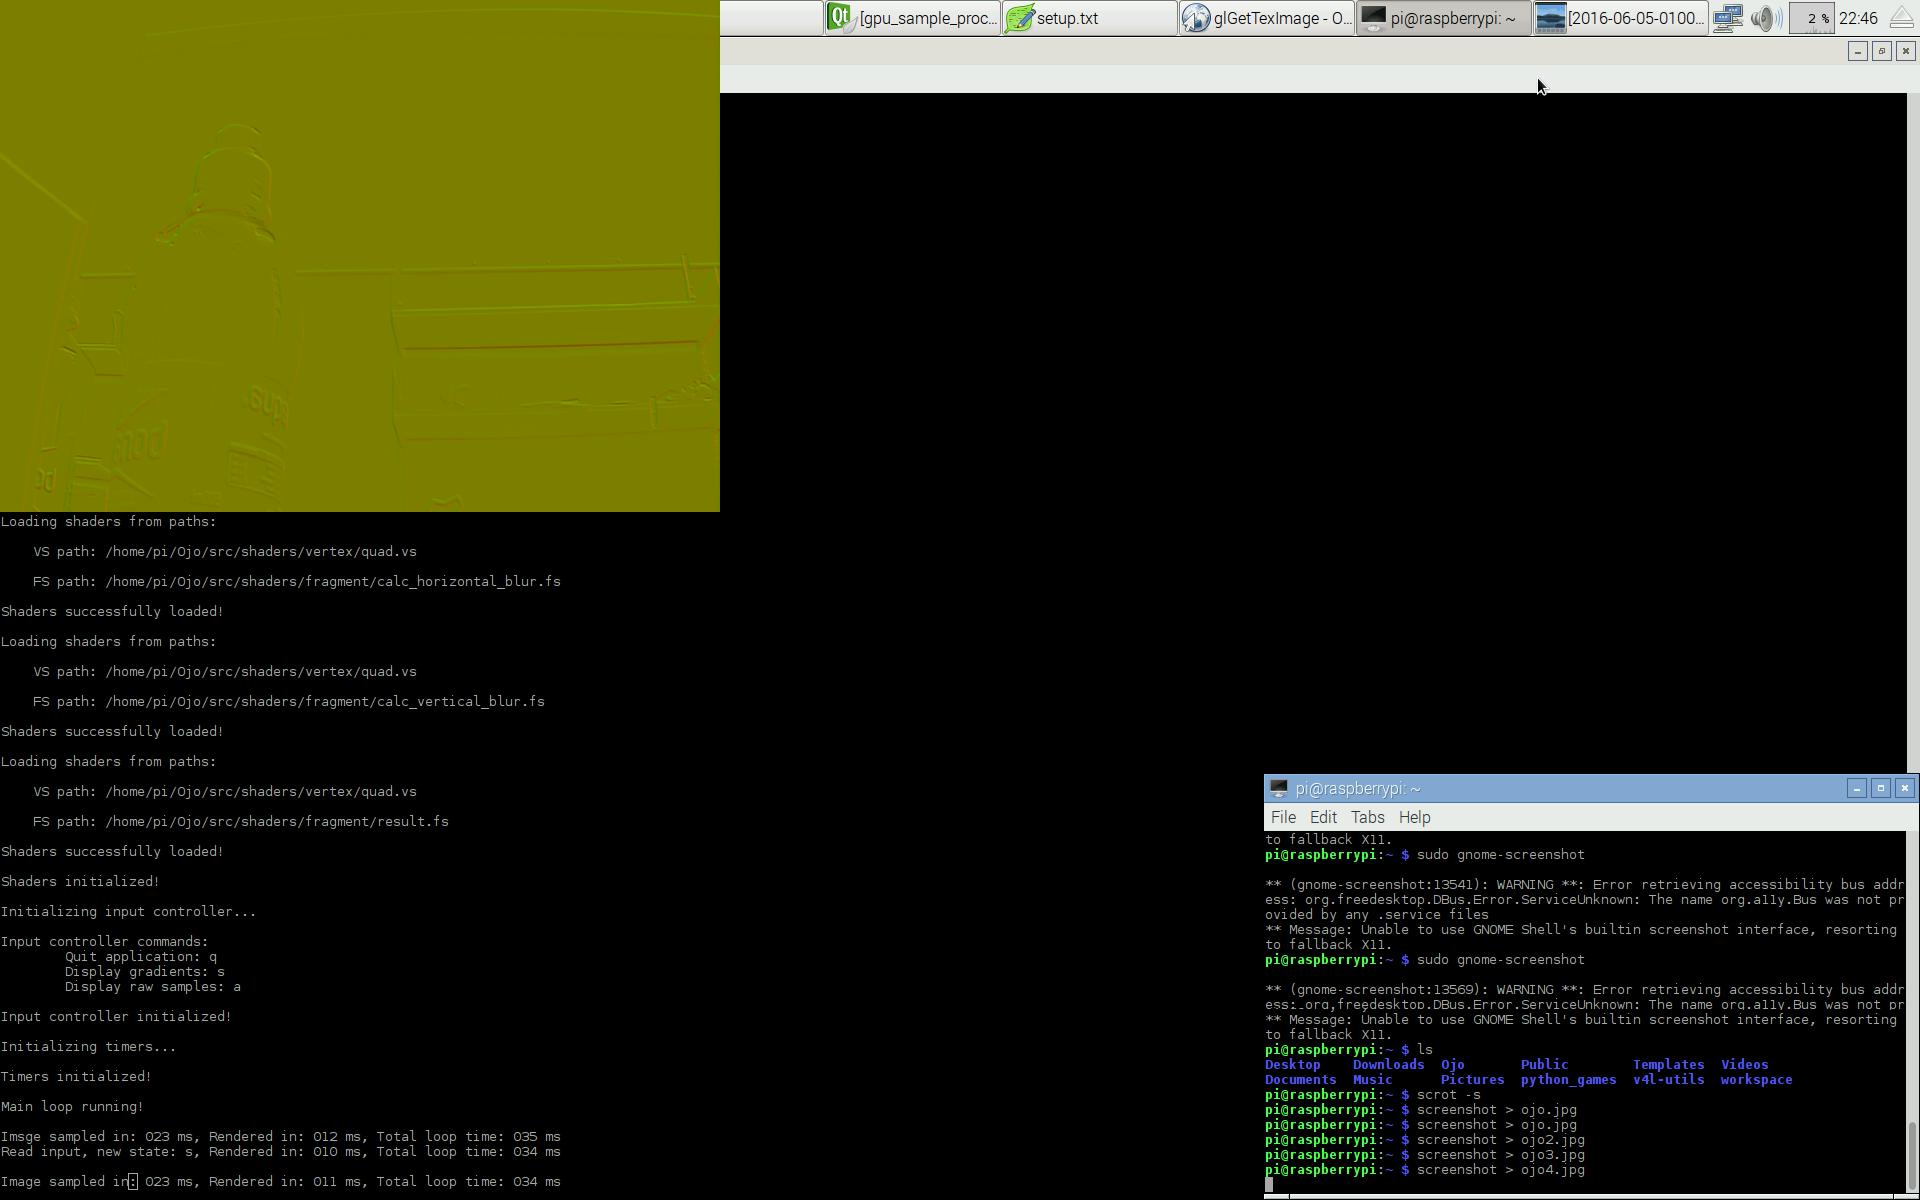 [gpu_sample_proc...
setup.txt
glGetTexImage - O...
pi@raspberrypi: ~
[2016-06-05-0100...
2 %
22:46
Loading shaders from paths:
VS path: /home/pi/Ojo/src/shaders/vertex/quad.vs
FS path: /home/pi/Ojo/src/shaders/fragment/calc_horizontal_blur.fs
Shaders successfully loaded!
Loading shaders from paths:
VS path: /home/pi/Ojo/src/shaders/vertex/quad.vs
FS path: /home/pi/Ojo/src/shaders/fragment/calc_vertical_blur.fs
Shaders successfully loaded!
Loading shaders from paths:
VS path: /home/pi/Ojo/src/shaders/vertex/quad.vs
FS path: /home/pi/Ojo/src/shaders/fragment/result.fs
Shaders successfully loaded!
Shaders initialized!
Initializing input controller...
Input controller commands:
Quit application: q
Display gradients: s
Display raw samples: a
Input controller initialized!
Initializing timers...
Timers initialized!
Main loop running!
Imsge sampled in: 023 ms, Rendered in: 012 ms, Total loop time: 035 ms
Read input, new state: s, Rendered in: 010 ms, Total loop time: 034 ms
Image sampled in: 023 ms, Rendered in: 011 ms, Total loop time: 034 ms
pi@raspberrypi: ~
File Edit Tabs Help
to fallback X11.
pi@raspberrypi:~ $ sudo gnome-screenshot
** (gnome-screenshot:13541): WARNING **: Error retrieving accessibility bus addr
ess: org.freedesktop.DBus.Error.ServiceUnknown: The name org.a11y.Bus was not pr
ovided by any .service files
** Message: Unable to use GNOME Shell's builtin screenshot interface, resorting
to fallback X11.
pi@raspberrypi:~ $ sudo gnome-screenshot
** (gnome-screenshot:13569): WARNING **: Error retrieving accessibility bus addr
ess: org.freedesktop.DBus.Error.ServiceUnknown: The name org.a11y.Bus was not pr
** Message: Unable to use GNOME Shell's builtin screenshot interface, resorting
to fallback X11.
pi@raspberrypi:~ $ ls
Desktop Downloads Ojo Public Templates Videos
Documents Music Pictures python_games v4l-utils workspace
pi@raspberrypi:~ $ scrot -s
pi@raspberrypi:~ $ screenshot > ojo.jpg
pi@raspberrypi:~ $ screenshot > ojo.jpg
pi@raspberrypi:~ $ screenshot > ojo2.jpg
pi@raspberrypi:~ $ screenshot > ojo3.jpg
pi@raspberrypi:~ $ screenshot > ojo4.jpg